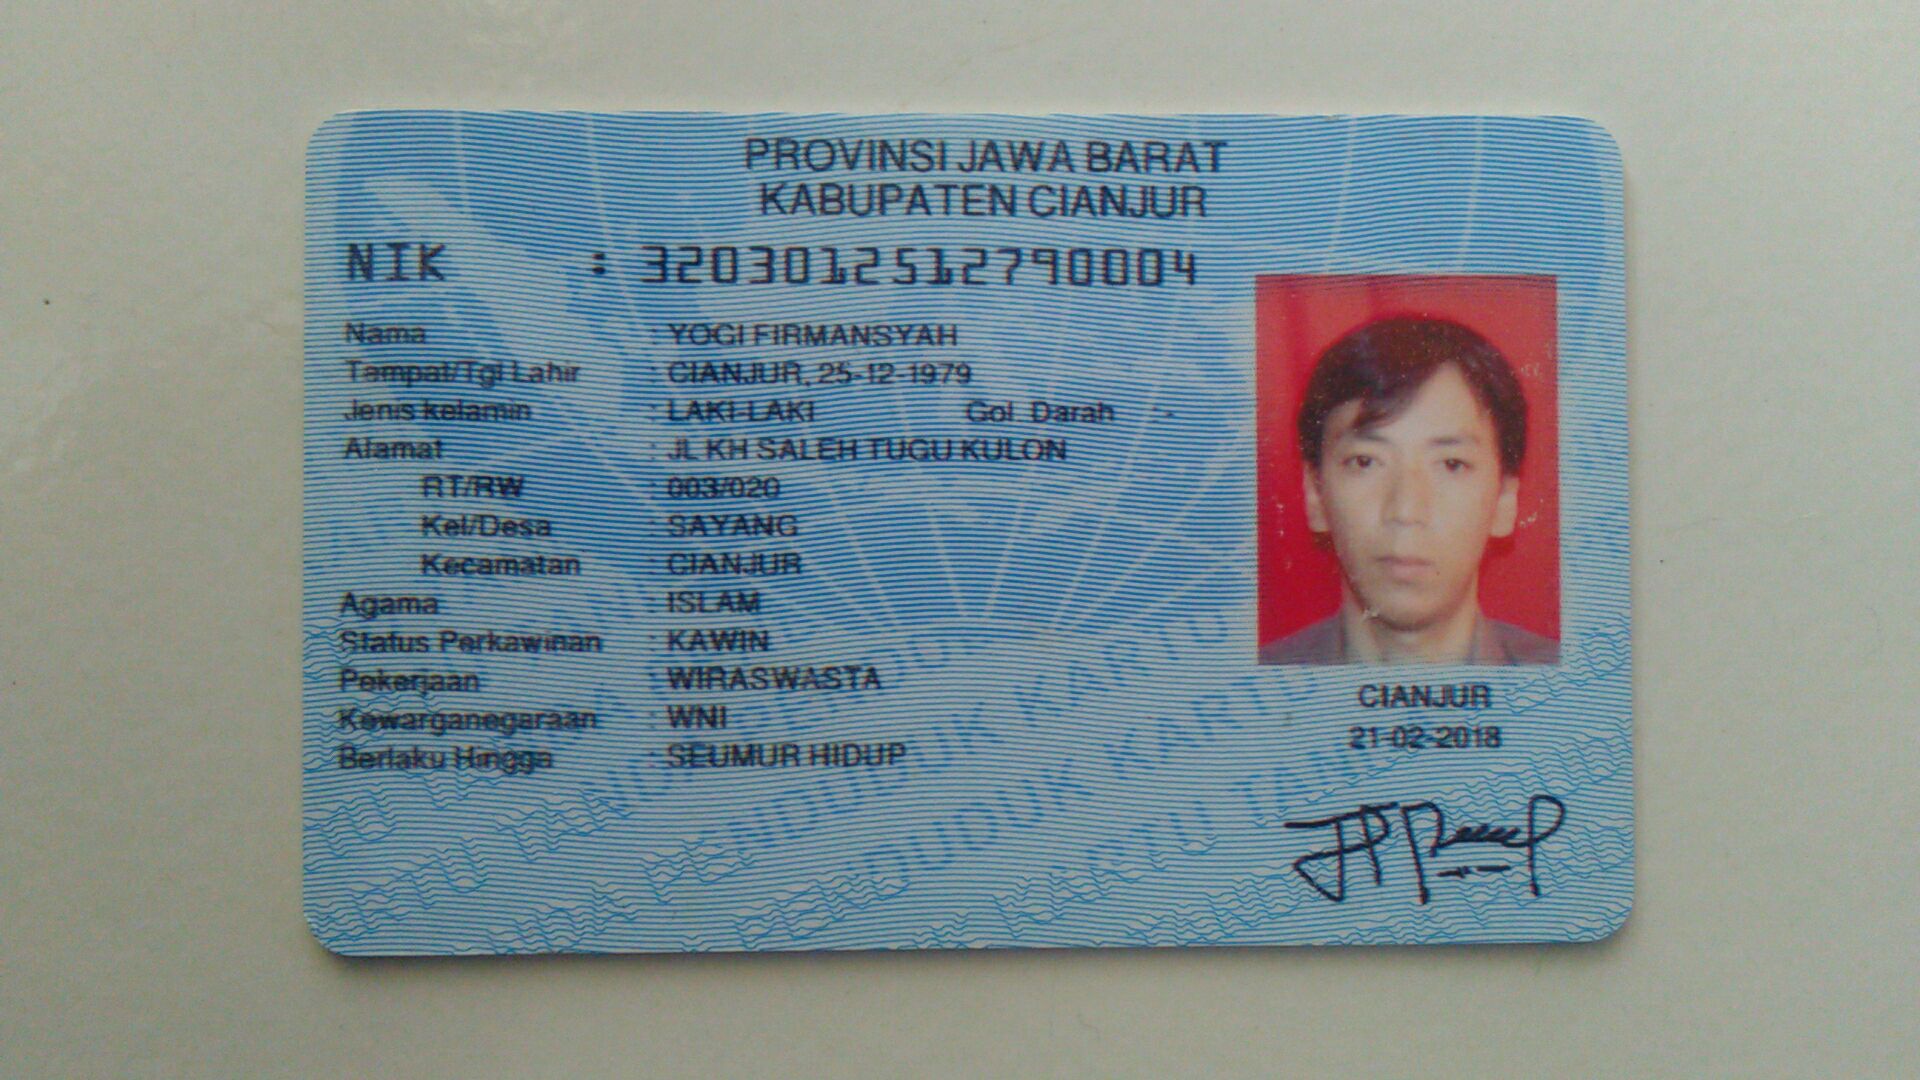 PROVINSI JAWA BARAT
KABUPATEN CIANJUR
NIK : 3203012512790004
Nama : YOGI FIRMANSYAH
Tempat/Tgl Lahir : CIANJUR, 25-12-1979
Jenis kelamin : LAKI-LAKI Gol. Darah : -
Alamat : JL KH SALEH TUGU KULON
RT/RW : 003/020
Kel/Desa : SAYANG
Kecamatan : CIANJUR
Agama : ISLAM
Status Perkawinan : KAWIN
Pekerjaan : WIRASWASTA
Kewarganegaraan : WNI
Berlaku Hingga : SEUMUR HIDUP
CIANJUR
21-02-2018